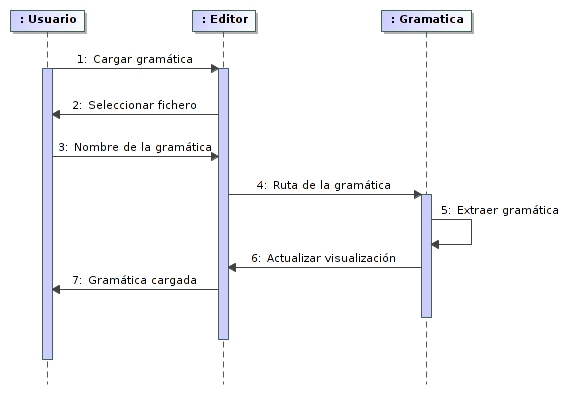 : Usuario
: Editor
: Gramatica
1: Cargar gramática
2: Seleccionar fichero
3: Nombre de la gramática
4: Ruta de la gramática
5: Extraer gramática
6: Actualizar visualización
7: Gramática cargada